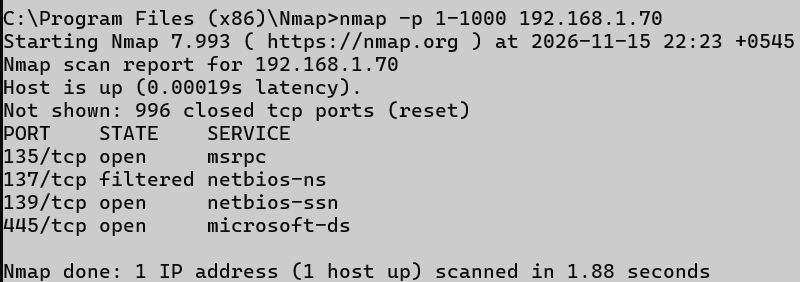 C:\Program Files (x86)\Nmap>nmap -p 1-1000 192.168.1.70
Starting Nmap 7.993 ( https://nmap.org ) at 2026-11-15 22:23 +0545
Nmap scan report for 192.168.1.70
Host is up (0.00019s latency).
Not shown: 996 closed tcp ports (reset)
PORT    STATE    SERVICE
135/tcp open     msrpc
137/tcp filtered netbios-ns
139/tcp open     netbios-ssn
445/tcp open     microsoft-ds
Nmap done: 1 IP address (1 host up) scanned in 1.88 seconds